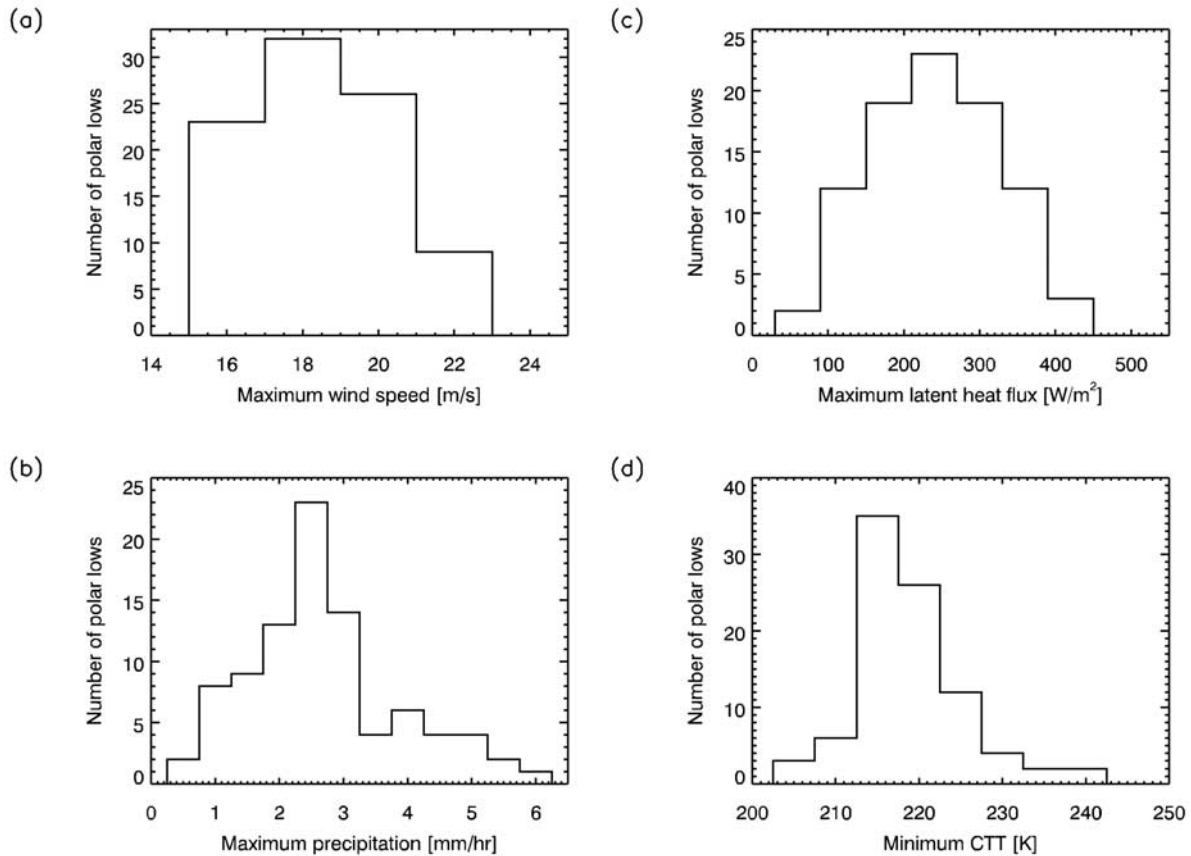 (a)
Number of polar lows
30
25
20
15
10
5
0
14 16 18 20 22 24
Maximum wind speed [m/s]
(c)
Number of polar lows
25
20
15
10
5
0
0 100 200 300 400 500
Maximum latent heat flux [W/m²]
(b)
Number of polar lows
25
20
15
10
5
0
0 1 2 3 4 5 6
Maximum precipitation [mm/hr]
(d)
Number of polar lows
40
30
20
10
0
200 210 220 230 240 250
Minimum CTT [K]